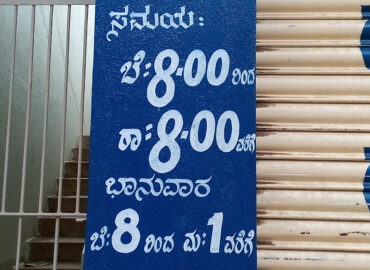 ಸಮಯ:
ಬೆ: 8.00 ರಿಂದ
ರಾ: 8.00 ವರೆಗೆ
ಭಾನುವಾರ
ಬೆ: 8 ರಿಂದ ಮ: 1 ವರೆಗೆ